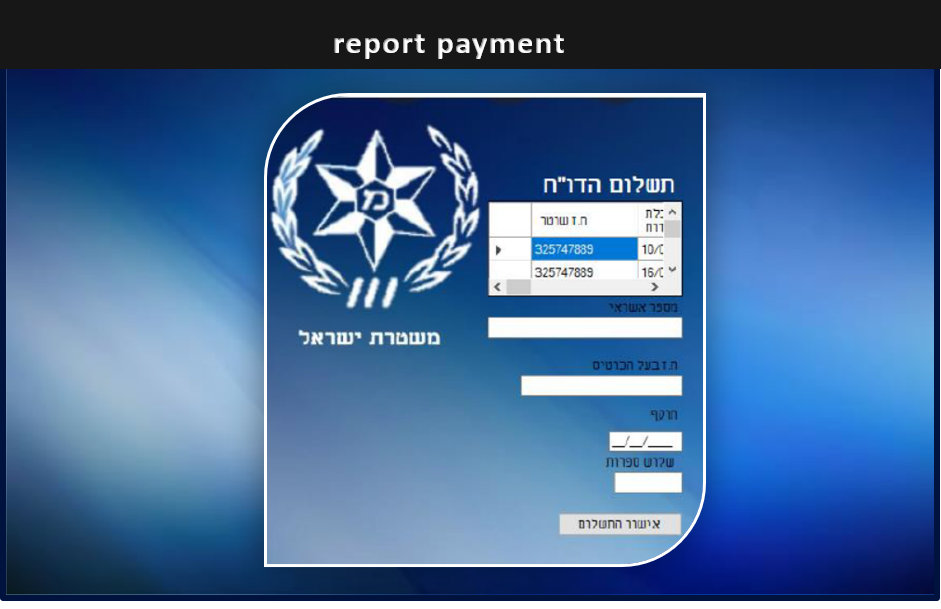 report payment
תשלום הדו"ח
ת.ז שוטר
325747889
10/0
325747889
16/0
מספר אשראי
ת.ז בעל הכרטיס
תוקף
__/__/____
שלוש ספרות
אישור התשלום
מ
משטרת ישראל